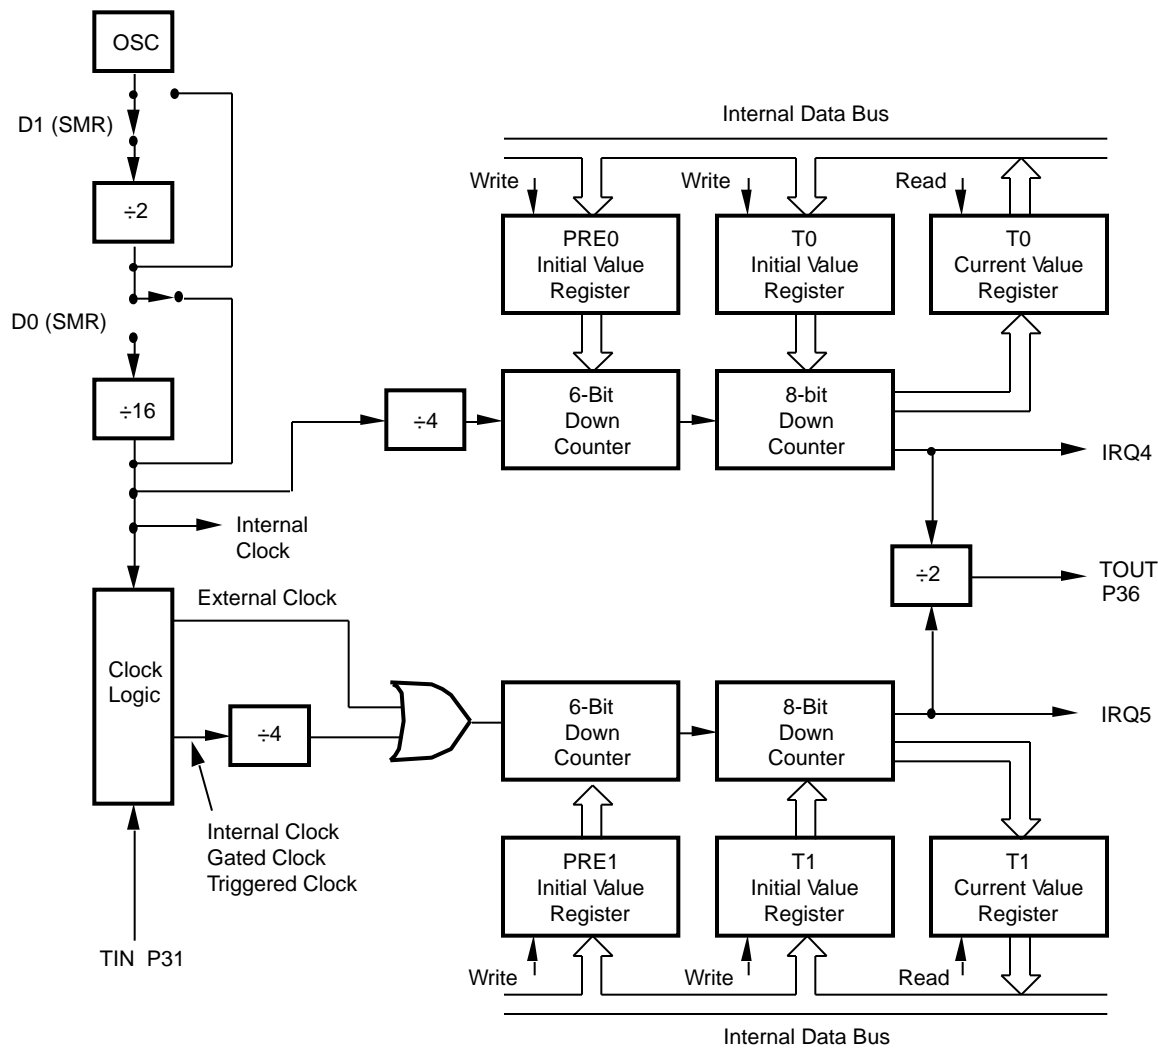 OSC
D1 (SMR)
÷2
D0 (SMR)
÷16
Internal
Clock
Internal Data Bus
Write
Write
Read
PRE0
Initial Value
Register
T0
Initial Value
Register
T0
Current Value
Register
÷4
6-Bit
Down
Counter
8-bit
Down
Counter
IRQ4
÷2
TOUT
P36
External Clock
Clock
Logic
÷4
Internal Clock
Gated Clock
Triggered Clock
TIN P31
6-Bit
Down
Counter
8-Bit
Down
Counter
IRQ5
PRE1
Initial Value
Register
T1
Initial Value
Register
T1
Current Value
Register
Write
Write
Read
Internal Data Bus